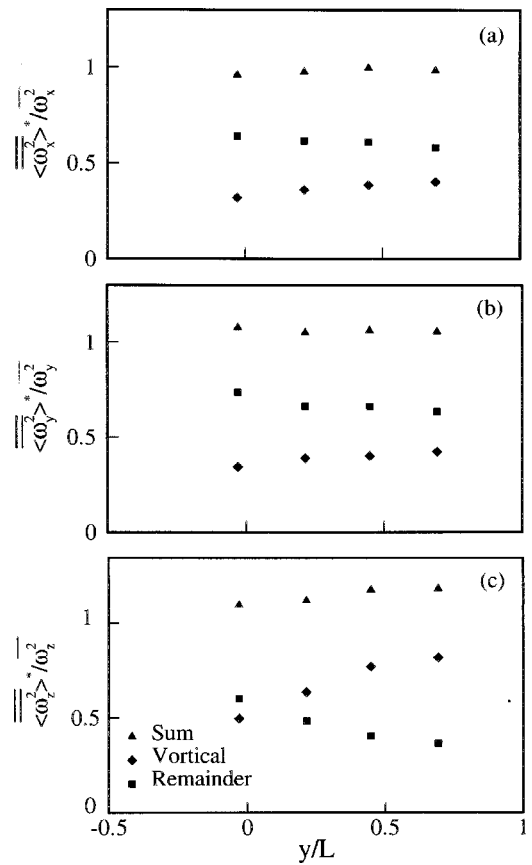 (a)
1
0.5
0
<ω_x^2>*/ω_x^2
(b)
1
0.5
0
<ω_y^2>*/ω_y^2
(c)
1
0.5
0
<ω_z^2>*/ω_z^2
▲ Sum
◆ Vortical
■ Remainder
-0.5 0 0.5 1
y/L